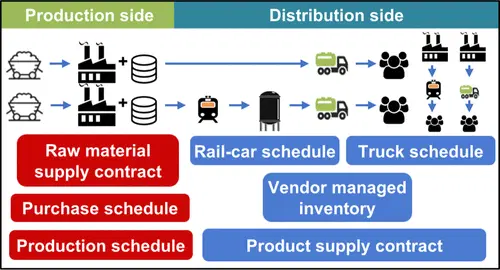 Production side
Distribution side
+
+
Raw material
supply contract
Rail-car schedule
Truck schedule
Purchase schedule
Vendor managed
inventory
Production schedule
Product supply contract